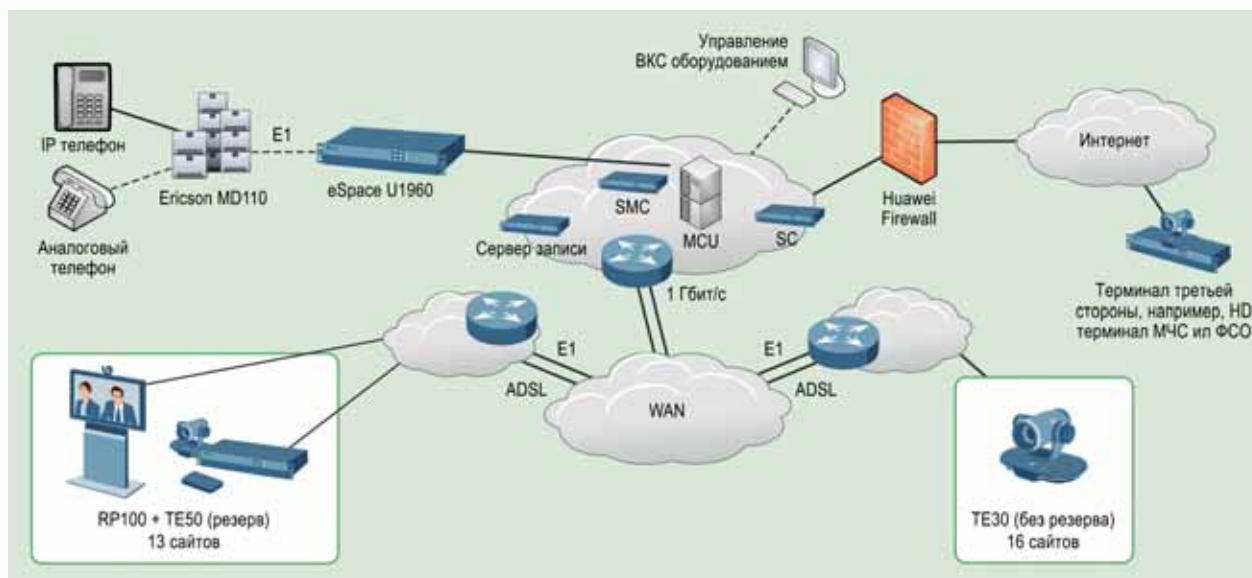 Управление
ВКС оборудованием
IP телефон
E1
Ericson MD110
eSpace U1960
Аналоговый
телефон
SMC
MCU
SC
Сервер записи
Huawei
Firewall
Интернет
1 Гбит/с
Терминал третьей
стороны, например, HD
терминал МЧС ил ФСО
E1
ADSL
WAN
E1
ADSL
RP100 + TE50 (резерв)
13 сайтов
TE30 (без резерва)
16 сайтов